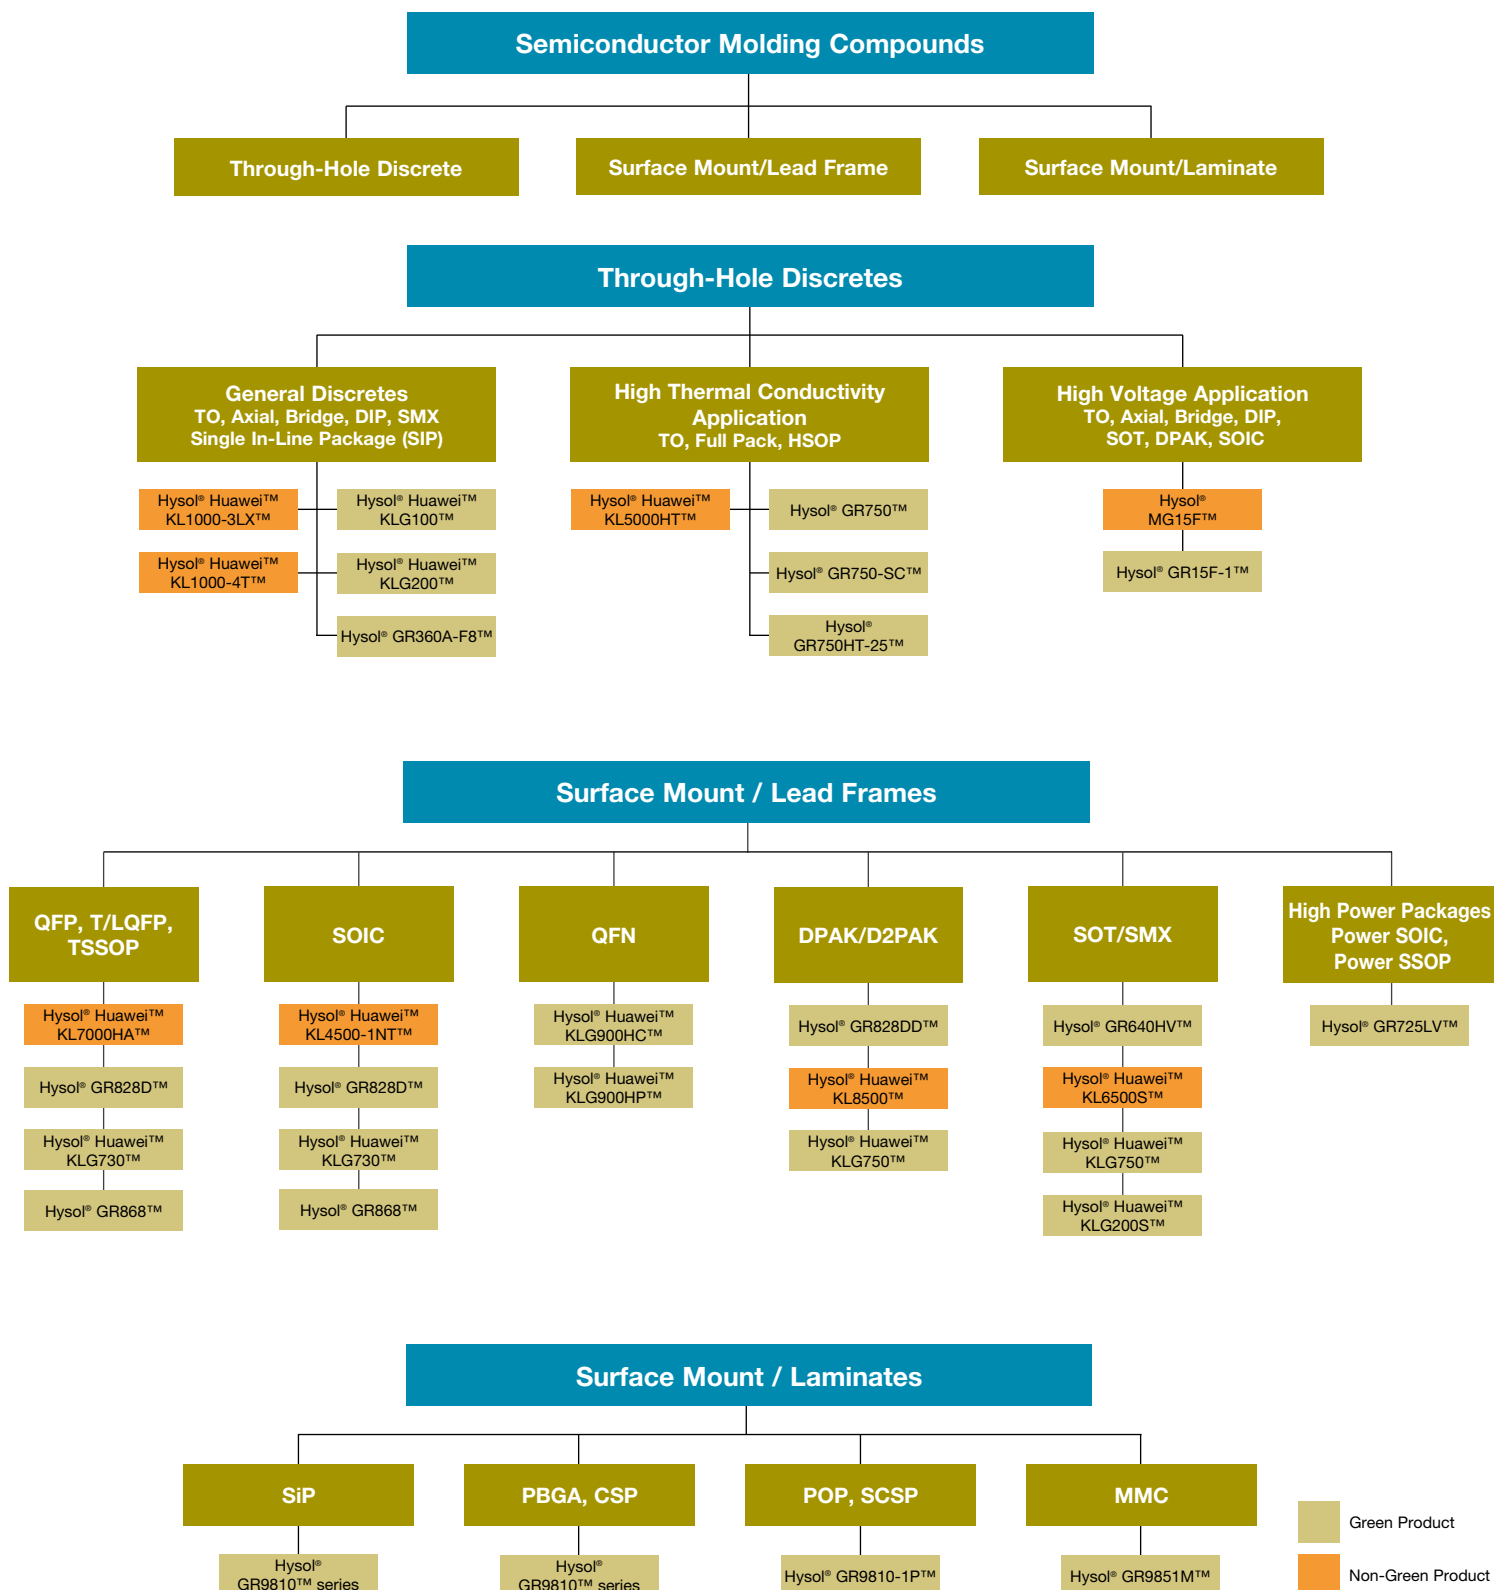 Semiconductor Molding Compounds
Through-Hole Discrete
Surface Mount/Lead Frame
Surface Mount/Laminate
Through-Hole Discretes
General Discretes
TO, Axial, Bridge, DIP, SMX
Single In-Line Package (SIP)
Hysol® Huawei™
KL1000-3LX™
Hysol® Huawei™
KLG100™
Hysol® Huawei™
KL1000-4T™
Hysol® Huawei™
KLG200™
Hysol® GR360A-F8™
High Thermal Conductivity
Application
TO, Full Pack, HSOP
Hysol® Huawei™
KL5000HT™
Hysol® GR750™
Hysol® GR750-SC™
Hysol®
GR750HT-25™
High Voltage Application
TO, Axial, Bridge, DIP,
SOT, DPAK, SOIC
Hysol®
MG15F™
Hysol® GR15F-1™
Surface Mount / Lead Frames
QFP, T/LQFP,
TSSOP
Hysol® Huawei™
KL7000HA™
Hysol® GR828D™
Hysol® Huawei™
KLG730™
Hysol® GR868™
SOIC
Hysol® Huawei™
KL4500-1NT™
Hysol® GR828D™
Hysol® Huawei™
KLG730™
Hysol® GR868™
QFN
Hysol® Huawei™
KLG900HC™
Hysol® Huawei™
KLG900HP™
DPAK/D2PAK
Hysol® GR828DD™
Hysol® Huawei™
KL8500™
Hysol® Huawei™
KLG750™
SOT/SMX
Hysol® GR640HV™
Hysol® Huawei™
KL6500S™
Hysol® Huawei™
KLG750™
Hysol® Huawei™
KLG200S™
High Power Packages
Power SOIC,
Power SSOP
Hysol® GR725LV™
Surface Mount / Laminates
SiP
Hysol®
GR9810™ series
PBGA, CSP
Hysol®
GR9810™ series
POP, SCSP
Hysol® GR9810-1P™
MMC
Hysol® GR9851M™
Green Product
Non-Green Product